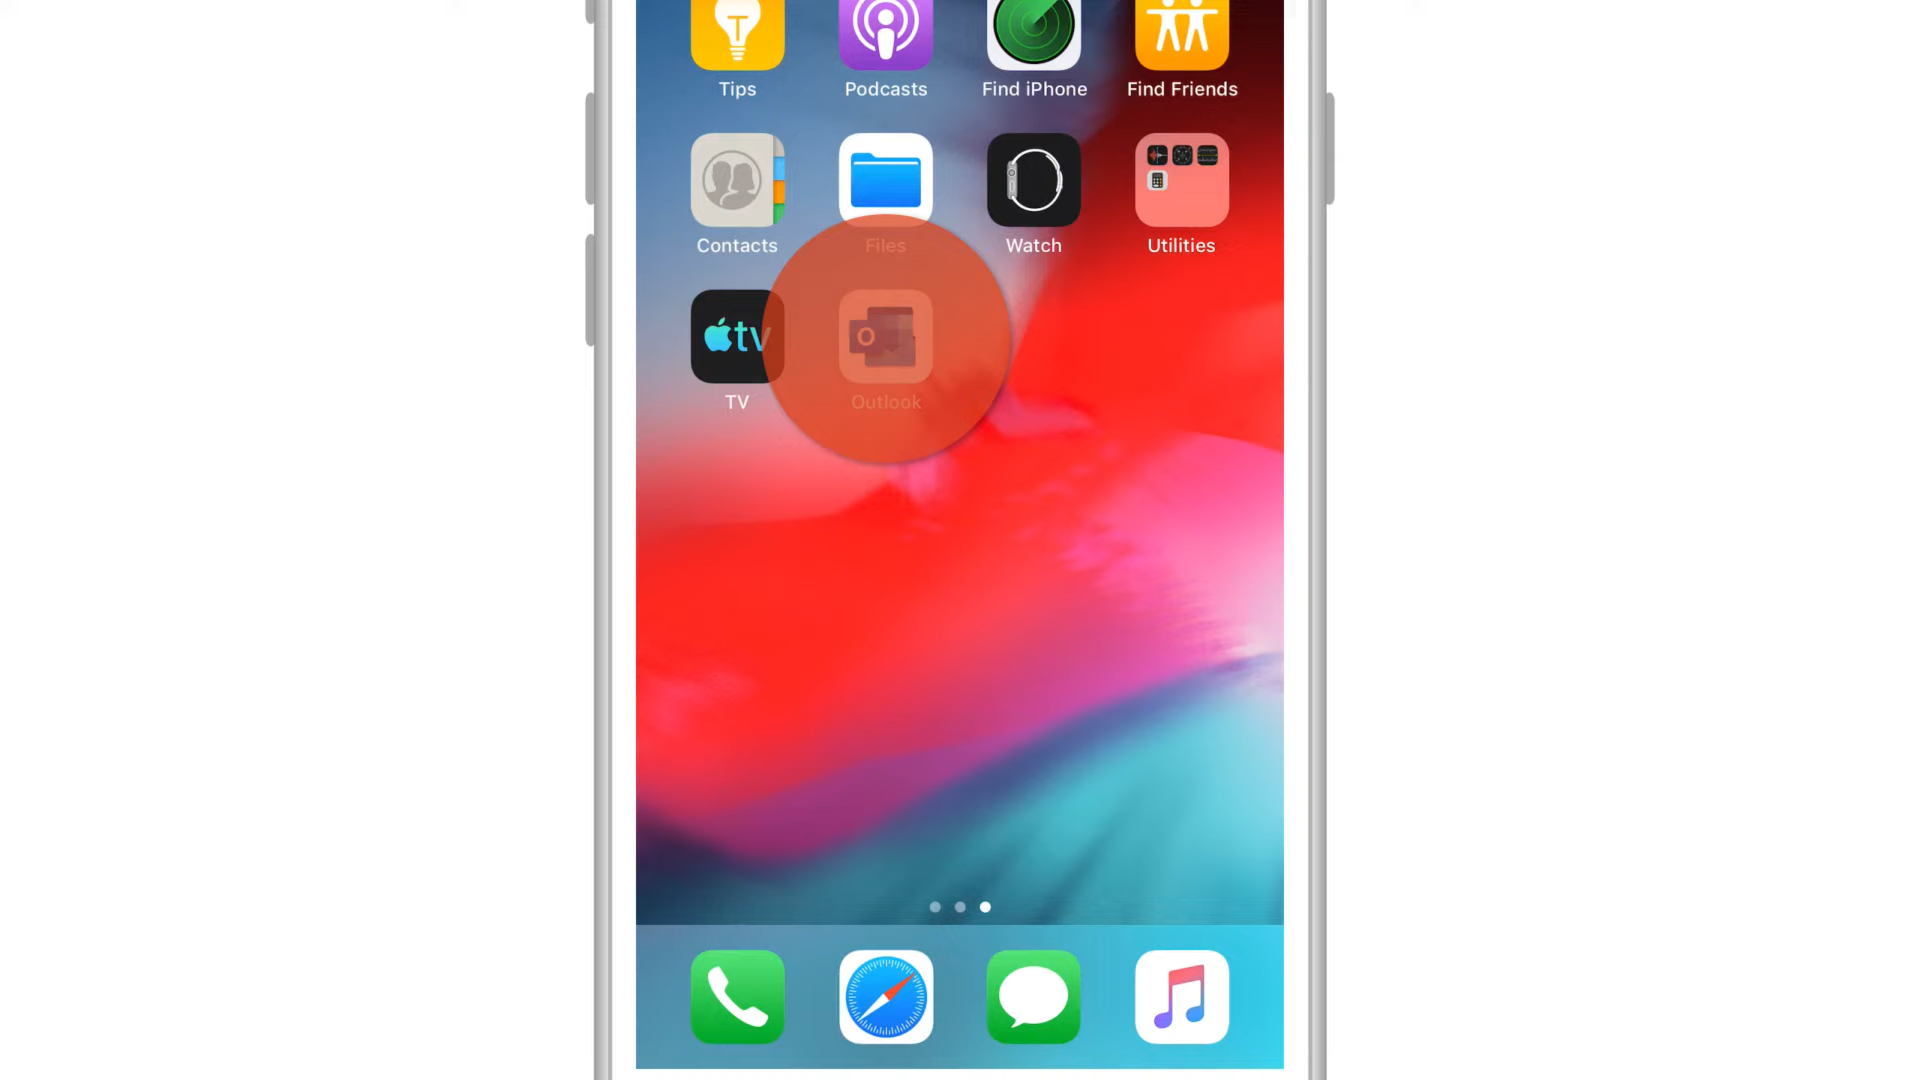 Tips Podcasts Find iPhone Find Friends
Contacts Files Watch Utilities
tv O
TV Outlook